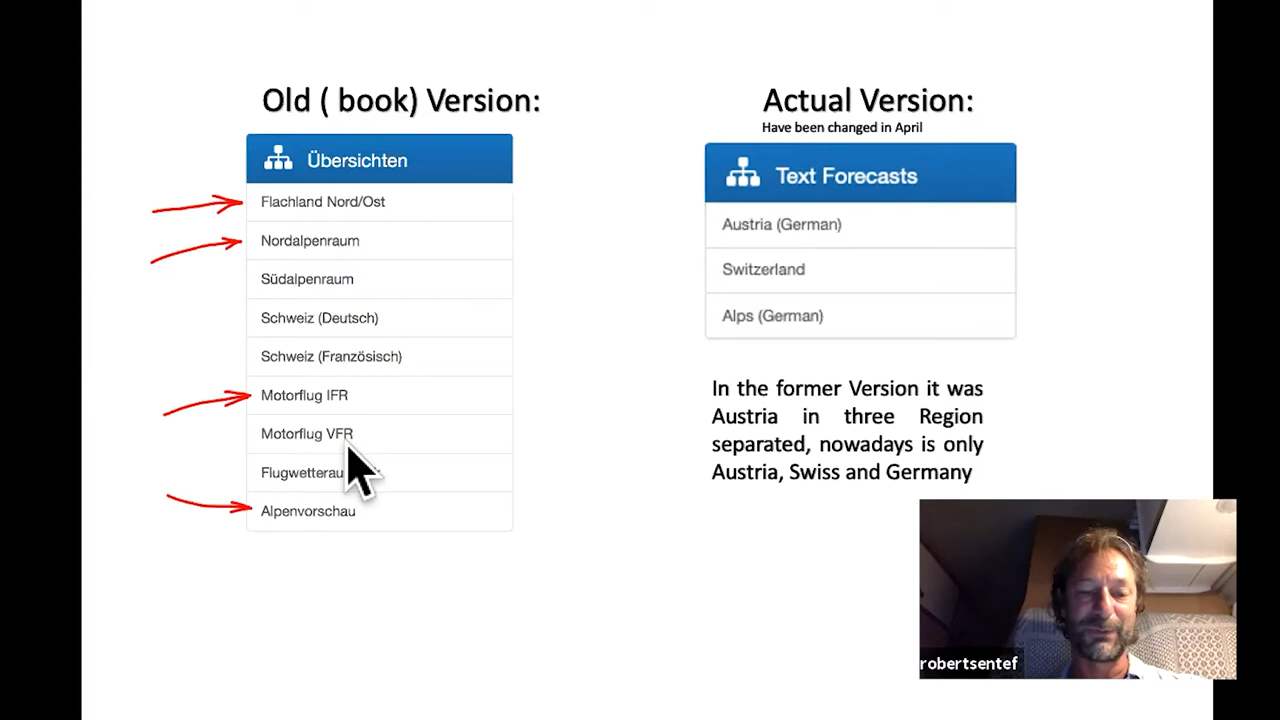 Old ( book) Version:
Übersichten
Flachland Nord/Ost
Nordalpenraum
Südalpenraum
Schweiz (Deutsch)
Schweiz (Französisch)
Motorflug IFR
Motorflug VFR
Alpenvorschau
Actual Version:
Have been changed in April
Text Forecasts
Austria (German)
Switzerland
Alps (German)
In the former Version it was
Austria in three Region
separated, nowadays is only
Austria, Swiss and Germany
robertsentef